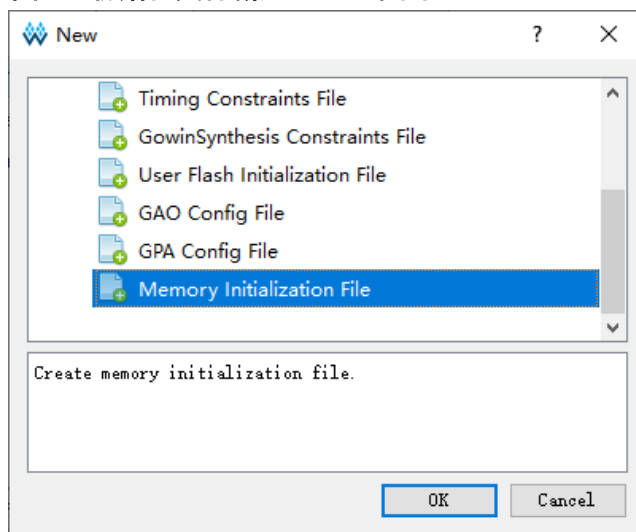 New
?
Timing Constraints File
GowinSynthesis Constraints File
User Flash Initialization File
GAO Config File
GPA Config File
Memory Initialization File
Create memory initialization file.
OK
Cancel